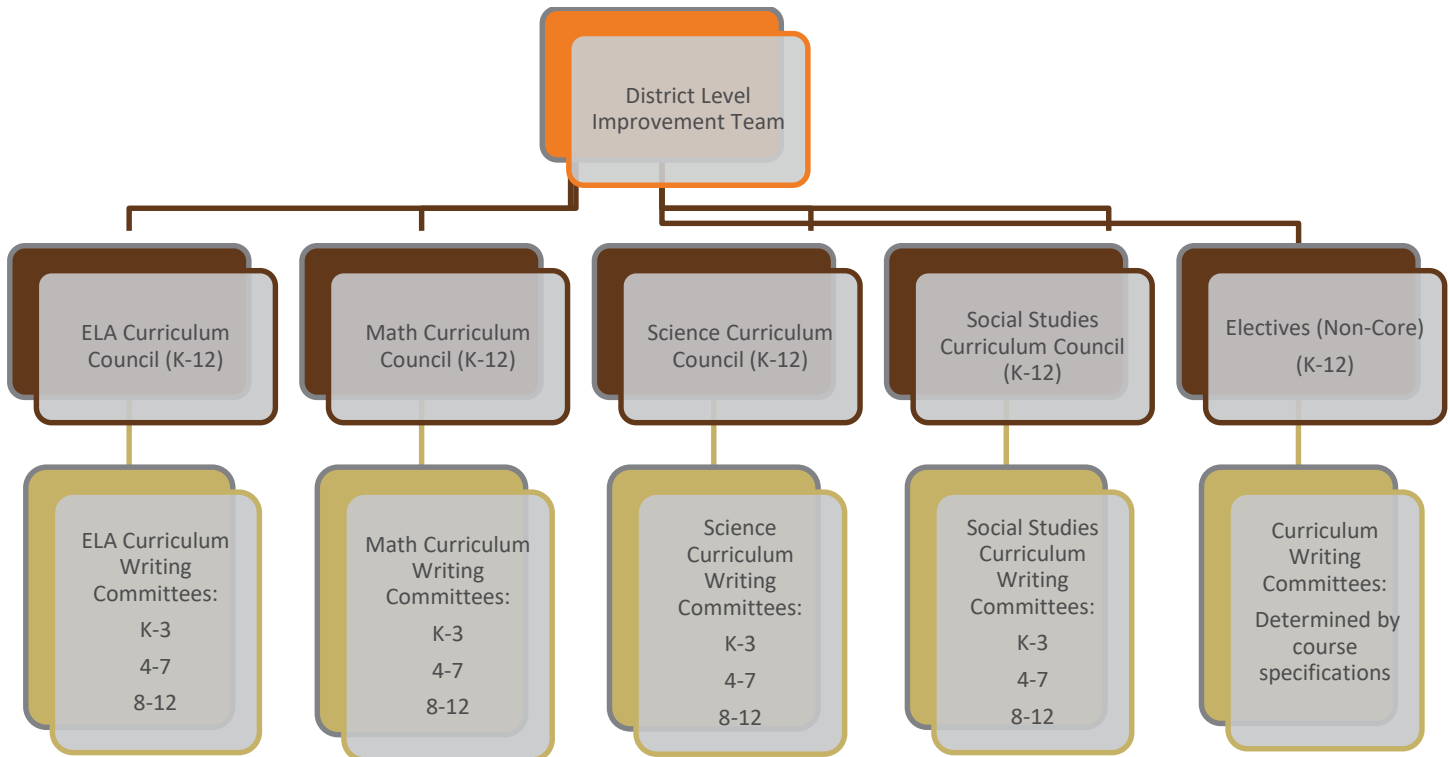 District Level
Improvement Team
ELA Curriculum
Council (K-12)
Math Curriculum
Council (K-12)
Science Curriculum
Council (K-12)
Social Studies
Curriculum Council
(K-12)
Electives (Non-Core)
(K-12)
ELA Curriculum
Writing
Committees:
K-3
4-7
8-12
Math Curriculum
Writing
Committees:
K-3
4-7
8-12
Science
Curriculum
Writing
Committees:
K-3
4-7
8-12
Social Studies
Curriculum
Writing
Committees:
K-3
4-7
8-12
Curriculum
Writing
Committees:
Determined by
course
specifications